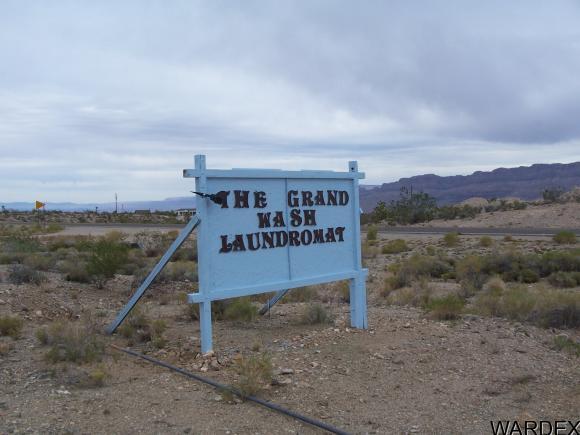 THE GRAND
WASH
LAUNDROMAT
WARDEX